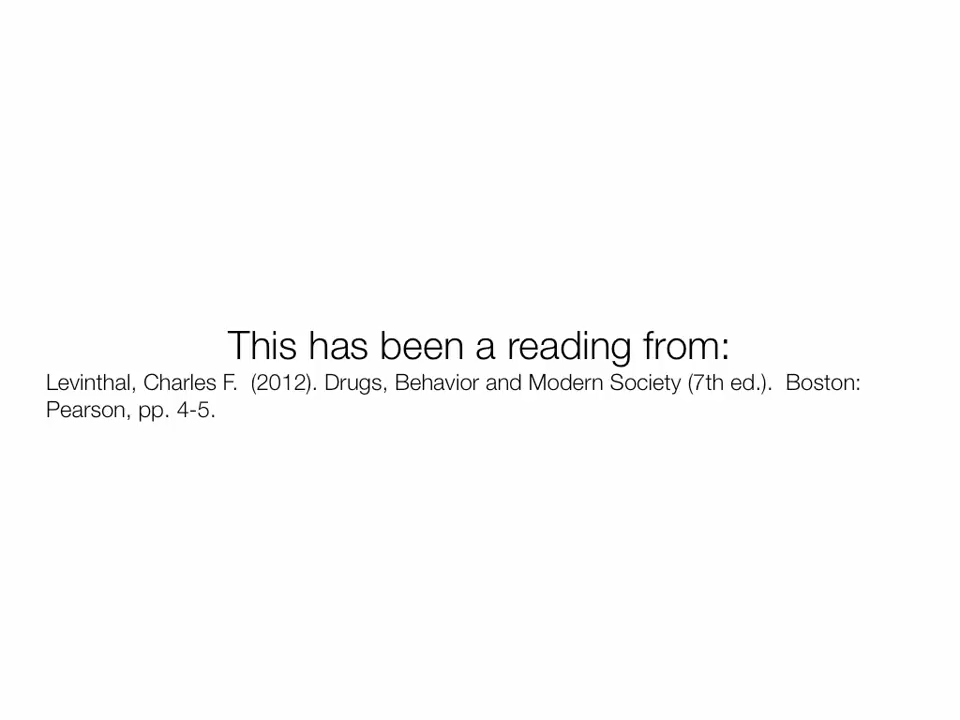 This has been a reading from:
Levinthal, Charles F.  (2012). Drugs, Behavior and Modern Society (7th ed.).  Boston:
Pearson, pp. 4-5.